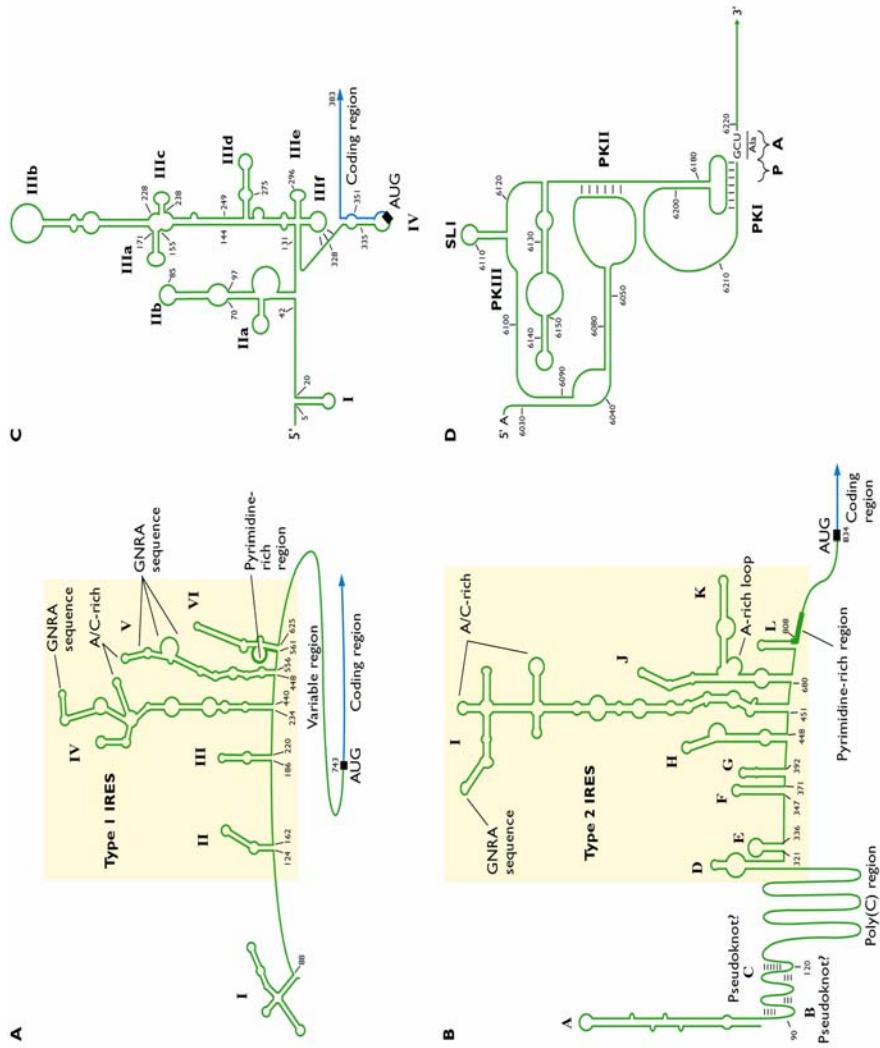 A
Type 1 IRES
I
88
II
124
162
III
186
220
IV
234
440
GNRA
sequence
A/C-rich
V
448
556
GNRA
sequence
VI
561
625
Pyrimidine-
rich
region
Variable region
743
AUG
Coding region
B
Type 2 IRES
A
90
B
Pseudoknot?
C
Pseudoknot?
120
Poly(C) region
D
321
E
336
F
347
371
G
392
H
448
I
451
GNRA
sequence
A/C-rich
J
680
K
A-rich loop
L
808
Pyrimidine-rich region
AUG
834
Coding
region
C
5'
5
20
I
42
IIa
70
97
IIb
85
131
144
155
171
IIIa
IIIb
228
IIIc
238
249
IIId
275
IIIe
296
IIIf
328
335
IV
AUG
351
383
Coding region
D
5' A
6030
6040
6050
6080
6090
6100
PKIII
SLI
6110
6120
6130
6140
6150
PKII
6180
6200
6210
PKI
GCU
6220
Ala
P
A
3'